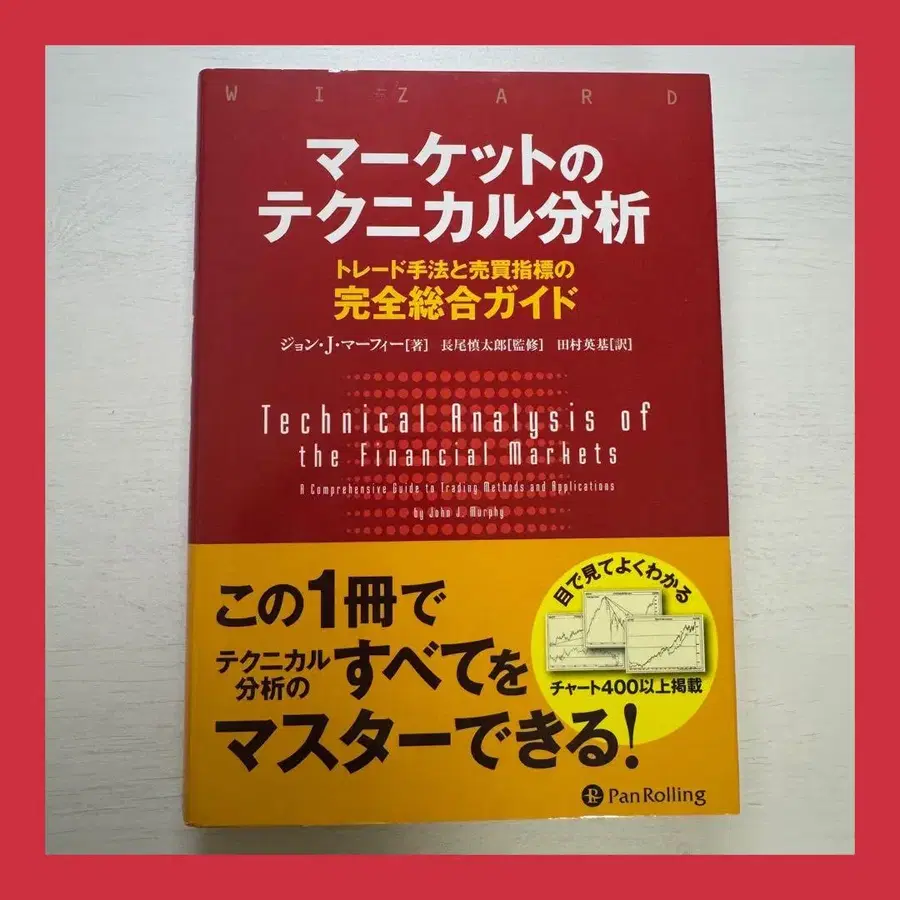 WIZARD
マーケットの
テクニカル分析
トレード手法と売買指標の
完全総合ガイド
ジョン・J・マーフィー[著] 長尾慎太郎[監修] 田村英基[訳]
Technical Analysis of
the Financial Markets
A Comprehensive Guide to Trading Methods and Applications
by John J. Murphy
この1冊で
テクニカル
分析の
すべてを
マスターできる!
目で見てよくわかる
チャート400以上掲載
PanRolling